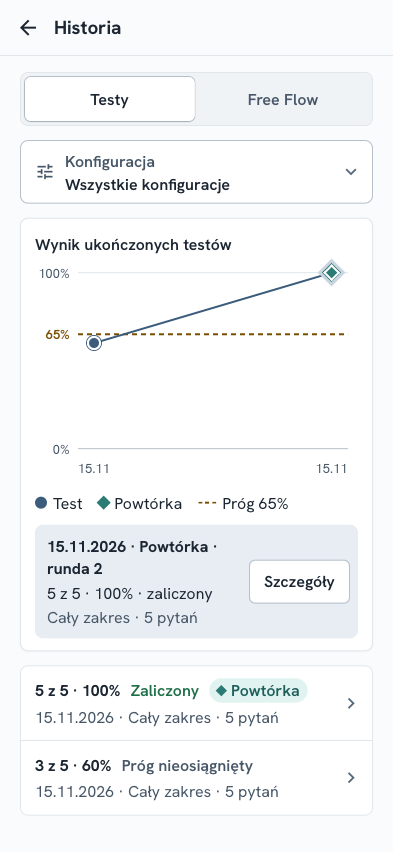 Historia
Testy
Free Flow
Konfiguracja
Wszystkie konfiguracje
Wynik ukończonych testów
100%
65%
0%
15.11
15.11
Test
Powtórka
Próg 65%
15.11.2026 · Powtórka ·
runda 2
5 z 5 · 100% · zaliczony
Cały zakres · 5 pytań
Szczegóły
5 z 5 · 100% Zaliczony Powtórka
15.11.2026 · Cały zakres · 5 pytań
3 z 5 · 60% Próg nieosiągnięty
15.11.2026 · Cały zakres · 5 pytań